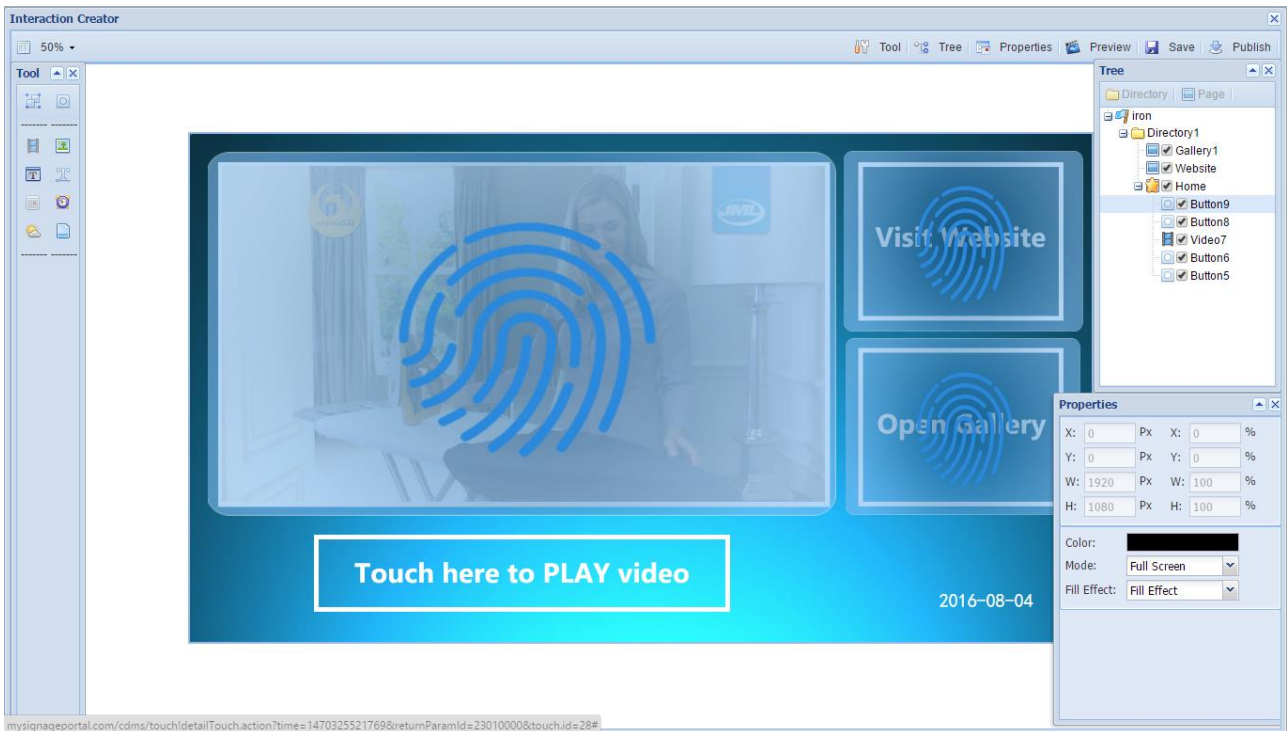 Interaction Creator
50%
Tool Tree Properties Preview Save Publish
Tool
Tree
Directory Page
iron
Directory1
Gallery1
Website
Home
Button9
Button8
Video7
Button6
Button5
JML
Visit Website
Open Gallery
Touch here to PLAY video
2016-08-04
Properties
X: 0 Px X: 0 %
Y: 0 Px Y: 0 %
W: 1920 Px W: 100 %
H: 1080 Px H: 100 %
Color:
Mode: Full Screen
Fill Effect: Fill Effect
mysignageportal.com/cdms/touch!detailTouch.action?time=1470325521769&returnParamId=23010000&touch.id=28#